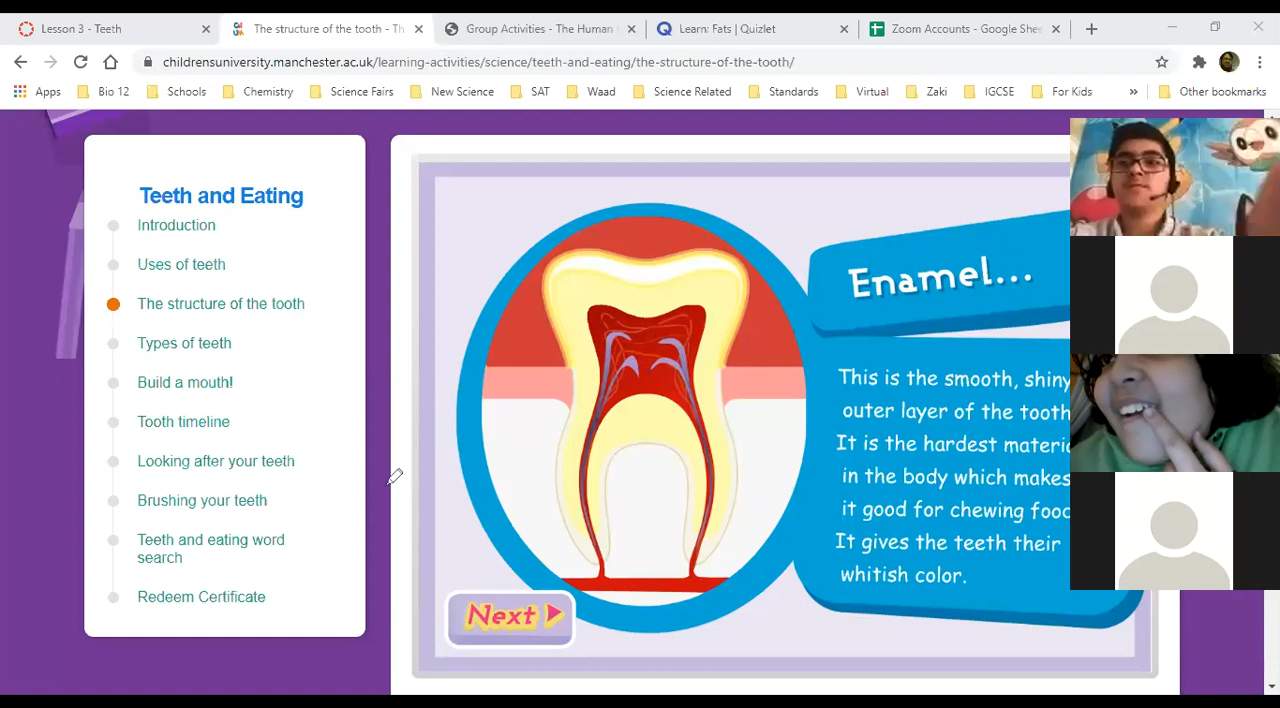 Lesson 3 - Teeth
The structure of the tooth - Th
Group Activities - The Human
Learn: Fats | Quizlet
Zoom Accounts - Google Shee
childrensuniversity.manchester.ac.uk/learning-activities/science/teeth-and-eating/the-structure-of-the-tooth/
Apps Bio 12 Schools Chemistry Science Fairs New Science SAT Waad Science Related Standards Virtual Zaki IGCSE For Kids » Other bookmarks
Teeth and Eating
Introduction
Uses of teeth
The structure of the tooth
Types of teeth
Build a mouth!
Tooth timeline
Looking after your teeth
Brushing your teeth
Teeth and eating word
search
Redeem Certificate
Enamel...
This is the smooth, shiny
outer layer of the tooth
It is the hardest materi
in the body which makes
it good for chewing foo
It gives the teeth their
whitish color.
Next